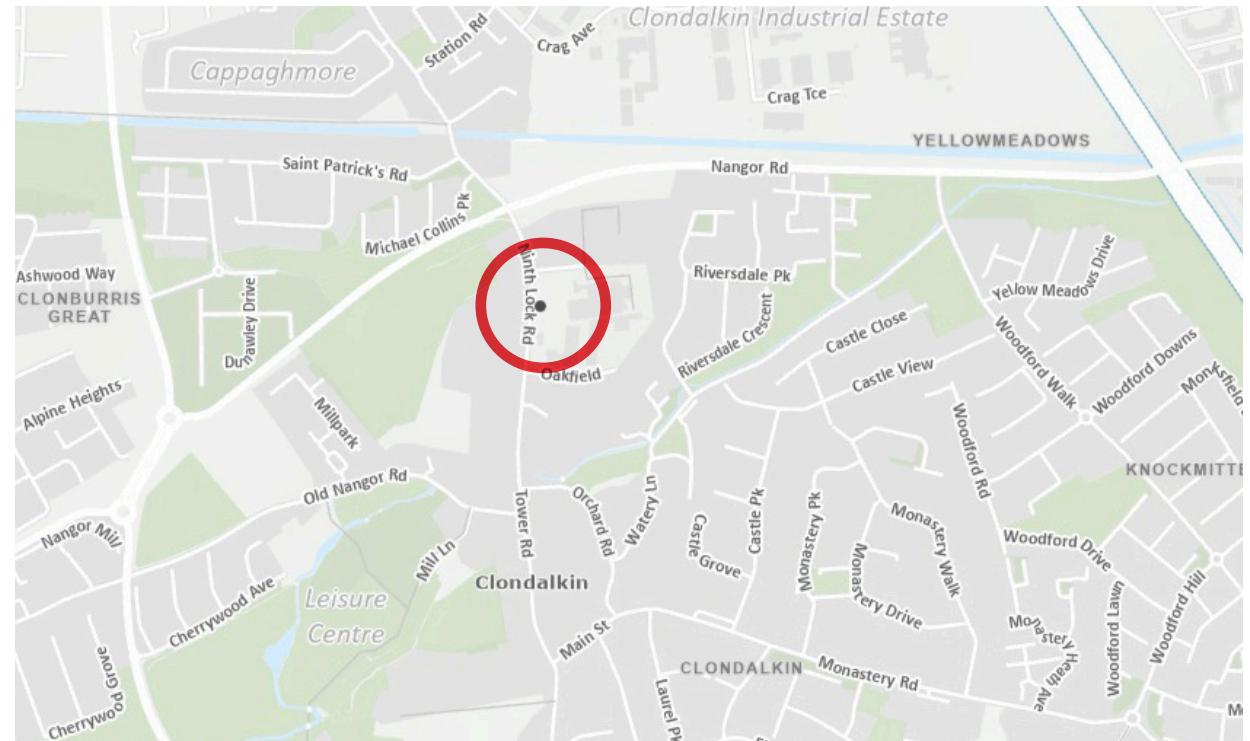 Clondalkin Industrial Estate
Station Rd
Crag Ave
Cappaghmore
Crag Tce
YELLOWMEADOWS
Saint Patrick's Rd
Nangor Rd
Michael Collins Pk
Ninth Lock Rd
Ashwood Way
CLONBURRIS
GREAT
Riversdale Pk
Yellow Meadows Drive
Dunawley Drive
Riversdale Crescent
Castle Close
Woodford Walk
Woodford Downs
Oakfield
Castle View
Monksfield
Alpine Heights
Millpark
Woodford Rd
KNOCKMITTE
Old Nangor Rd
Tower Rd
Orchard Rd
Watery Ln
Castle Grove
Castle Pk
Monastery Pk
Monastery Walk
Nangor Mill
Mill Ln
Woodford Drive
Clondalkin
Monastery Drive
Woodford Lawn
Woodford Hill
Leisure
Centre
Cherrywood Ave
Main St
Monastery Heath Ave
CLONDALKIN
Monastery Rd
Cherrywood Grove
Laurel Pk
M